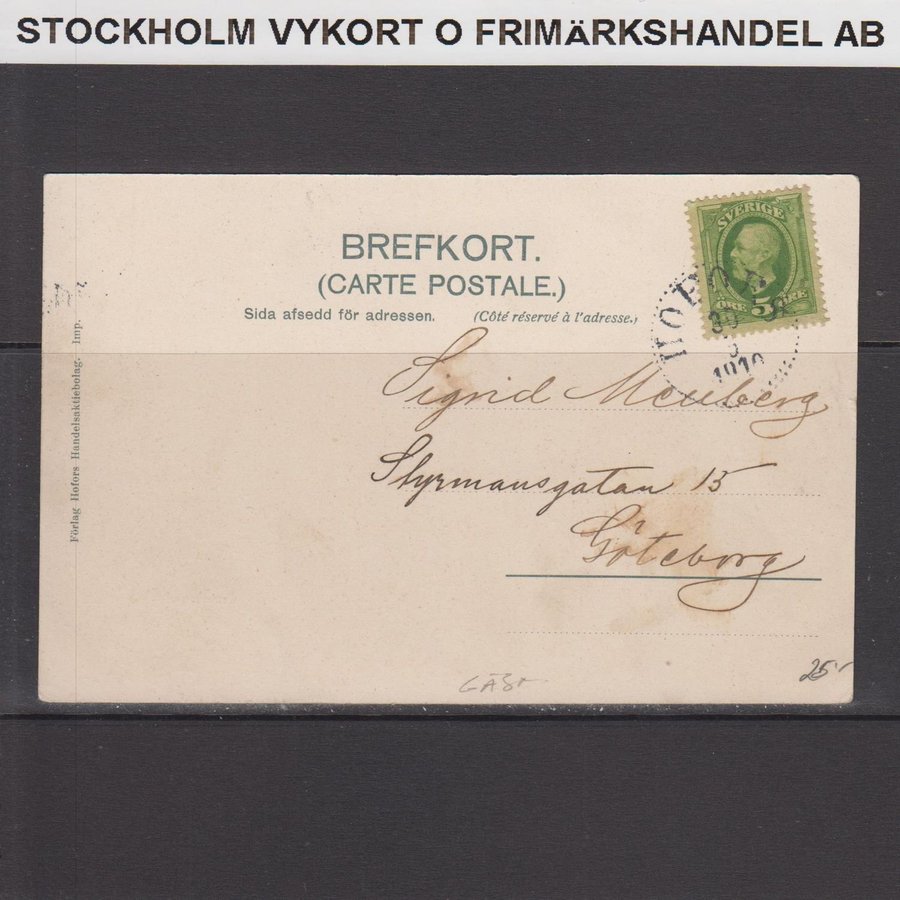 STOCKHOLM VYKORT O FRIMÄRKSHANDEL AB
SVERIGE
ÖRE 5 ÖRE
1910
BREFKORT.
(CARTE POSTALE.)
Sida afsedd för adressen. (Côté réservé à l'adresse.)
Sigrid
Styrmansgatan 15
Göteborg
Förlag Hofors Handelsaktiebolag. Imp.
GÄST
25:-